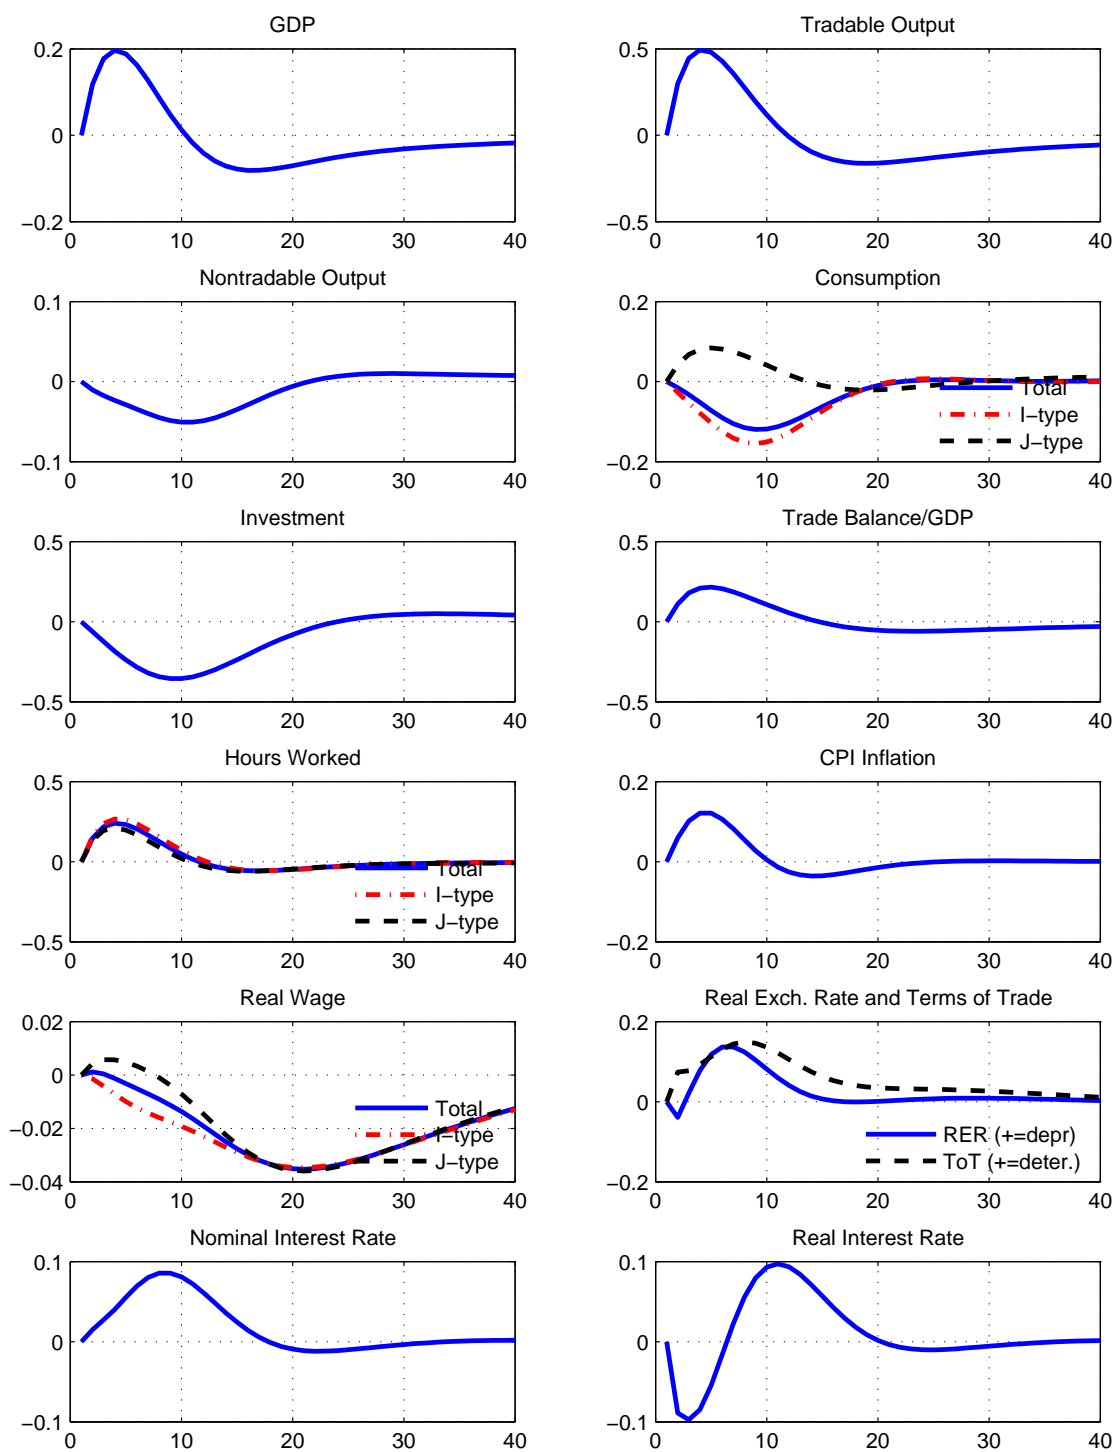 GDP
0.2
0
−0.2
0 10 20 30 40
Tradable Output
0.5
0
−0.5
0 10 20 30 40
Nontradable Output
0.1
0
−0.1
0 10 20 30 40
Consumption
0.2
0
−0.2
0 10 20 30 40
Total
I−type
J−type
Investment
0.5
0
−0.5
0 10 20 30 40
Trade Balance/GDP
0.5
0
−0.5
0 10 20 30 40
Hours Worked
0.5
0
−0.5
0 10 20 30 40
Total
I−type
J−type
CPI Inflation
0.2
0
−0.2
0 10 20 30 40
Real Wage
0.02
0
−0.02
−0.04
0 10 20 30 40
Total
I−type
J−type
Real Exch. Rate and Terms of Trade
0.2
0
−0.2
0 10 20 30 40
RER (+=depr)
ToT (+=deter.)
Nominal Interest Rate
0.1
0
−0.1
0 10 20 30 40
Real Interest Rate
0.1
0
−0.1
0 10 20 30 40